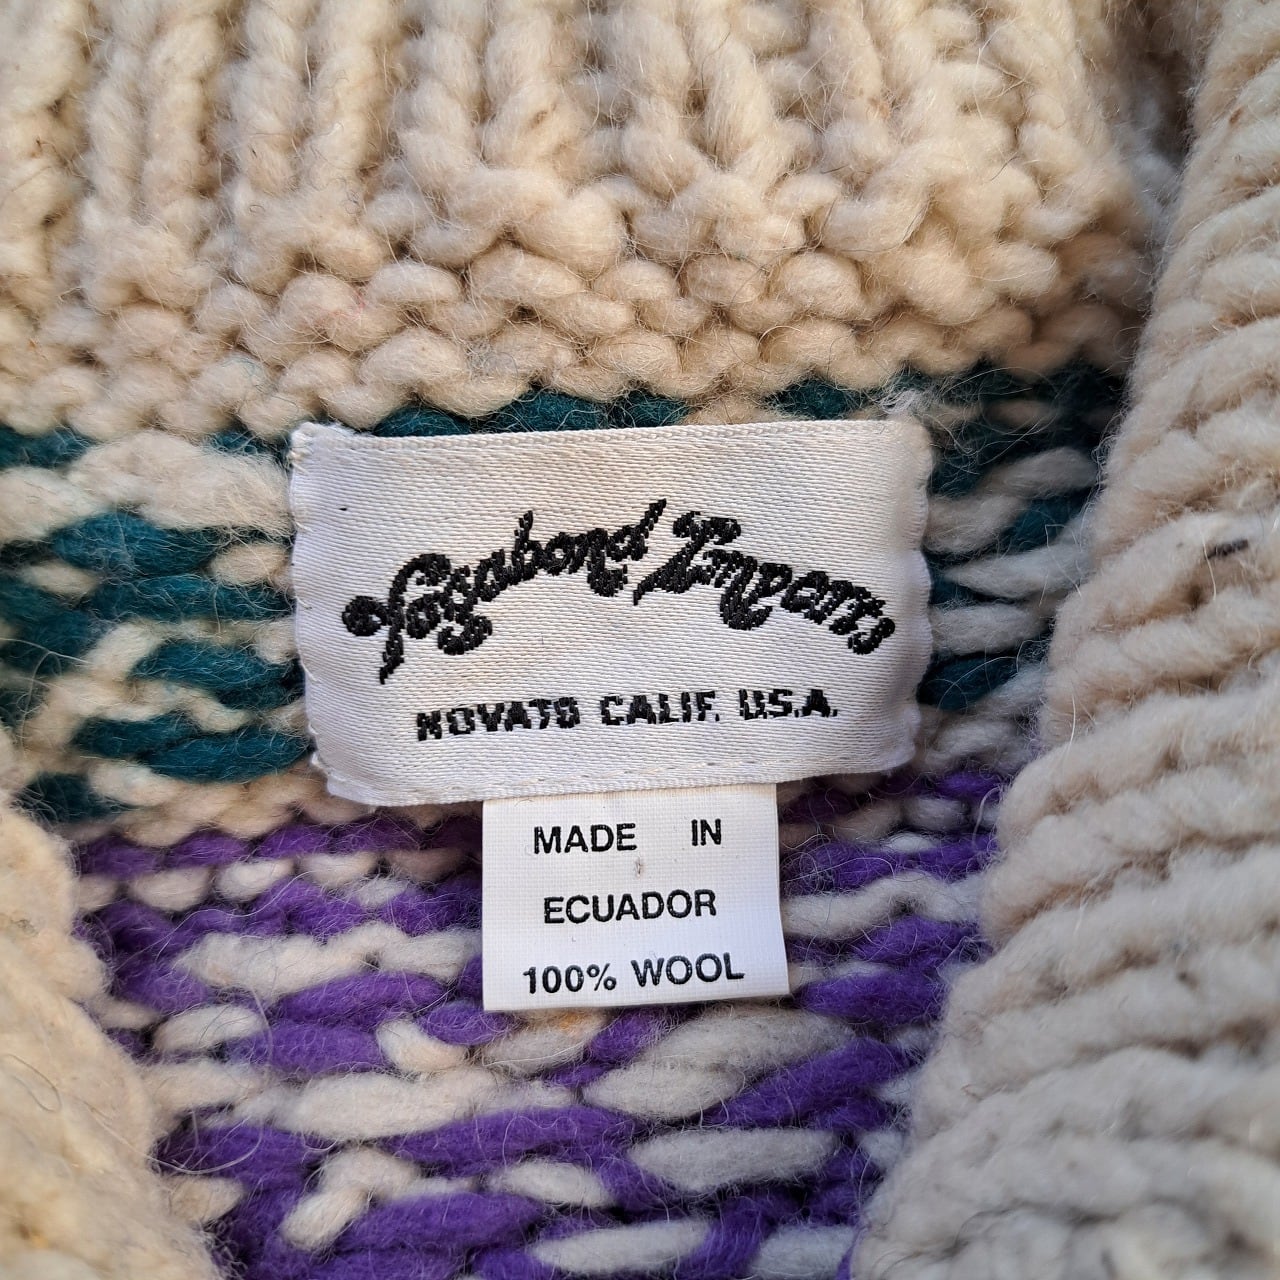 Vagabond Imports
NOVATO CALIF. U.S.A.
MADE IN
ECUADOR
100% WOOL